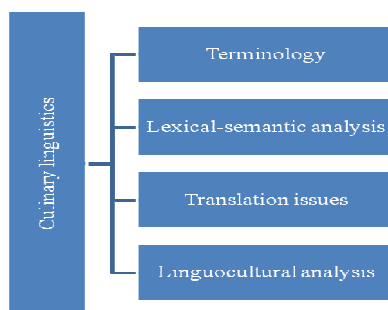 Culinary linguistics
Terminology
Lexical-semantic analysis
Translation issues
Linguocultural analysis